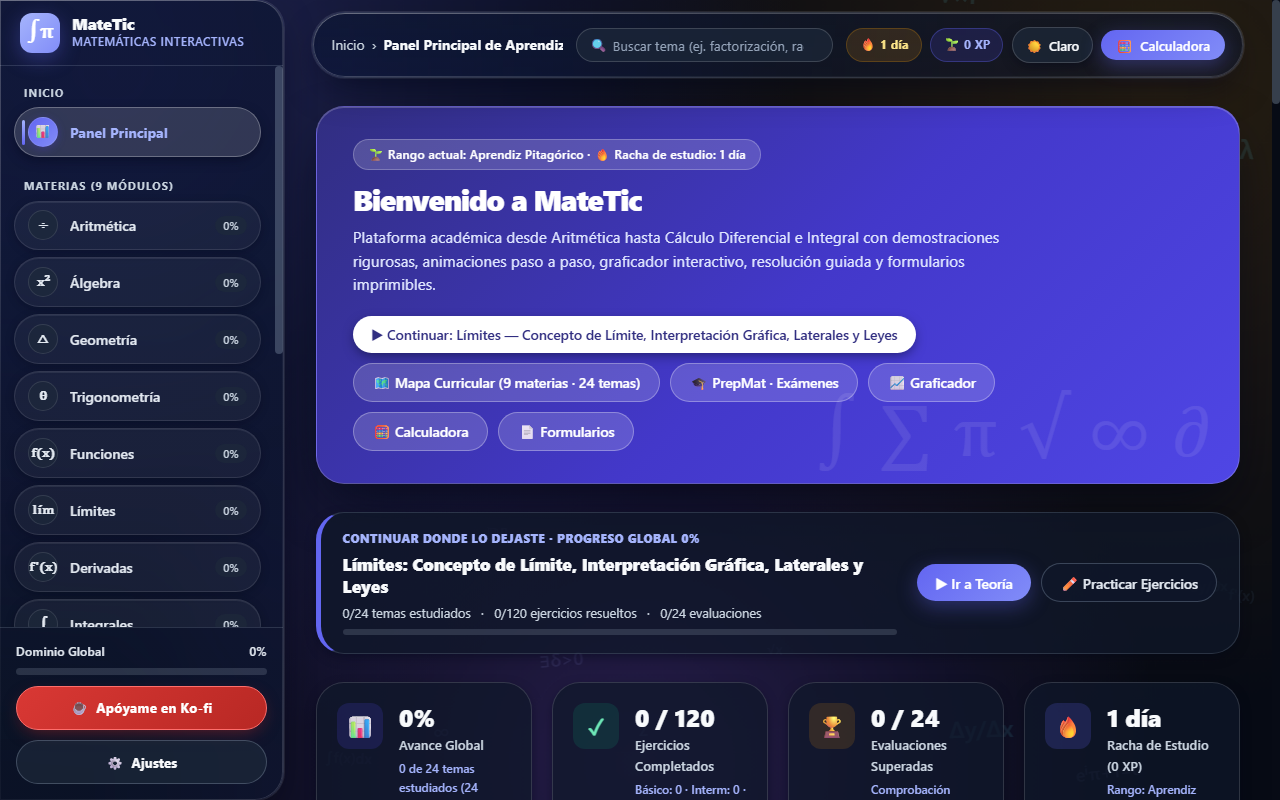 ∫π
MateTic
MATEMÁTICAS INTERACTIVAS
INICIO
Panel Principal
MATERIAS (9 MÓDULOS)
÷ Aritmética 0%
x² Álgebra 0%
Δ Geometría 0%
θ Trigonometría 0%
f(x) Funciones 0%
lím Límites 0%
f'(x) Derivadas 0%
∫ Integrales 0%
Dominio Global 0%
Apóyame en Ko-fi
Ajustes
Inicio › Panel Principal de Aprendiz
Buscar tema (ej. factorización, ra
1 día
0 XP
Claro
Calculadora
Rango actual: Aprendiz Pitagórico · Racha de estudio: 1 día
Bienvenido a MateTic
Plataforma académica desde Aritmética hasta Cálculo Diferencial e Integral con demostraciones
rigurosas, animaciones paso a paso, graficador interactivo, resolución guiada y formularios
imprimibles.
▶ Continuar: Límites — Concepto de Límite, Interpretación Gráfica, Laterales y Leyes
Mapa Curricular (9 materias · 24 temas)
PrepMat · Exámenes
Graficador
Calculadora
Formularios
∫ ∑ π √ ∞ ∂
λ
CONTINUAR DONDE LO DEJASTE · PROGRESO GLOBAL 0%
Límites: Concepto de Límite, Interpretación Gráfica, Laterales y
Leyes
0/24 temas estudiados · 0/120 ejercicios resueltos · 0/24 evaluaciones
▶ Ir a Teoría
Practicar Ejercicios
∃δ>0
0%
Avance Global
0 de 24 temas
estudiados (24
0 / 120
Ejercicios
Completados
Básico: 0 · Interm: 0 ·
0 / 24
Evaluaciones
Superadas
Comprobación
Δy/Δx
1 día
Racha de Estudio
(0 XP)
Rango: Aprendiz